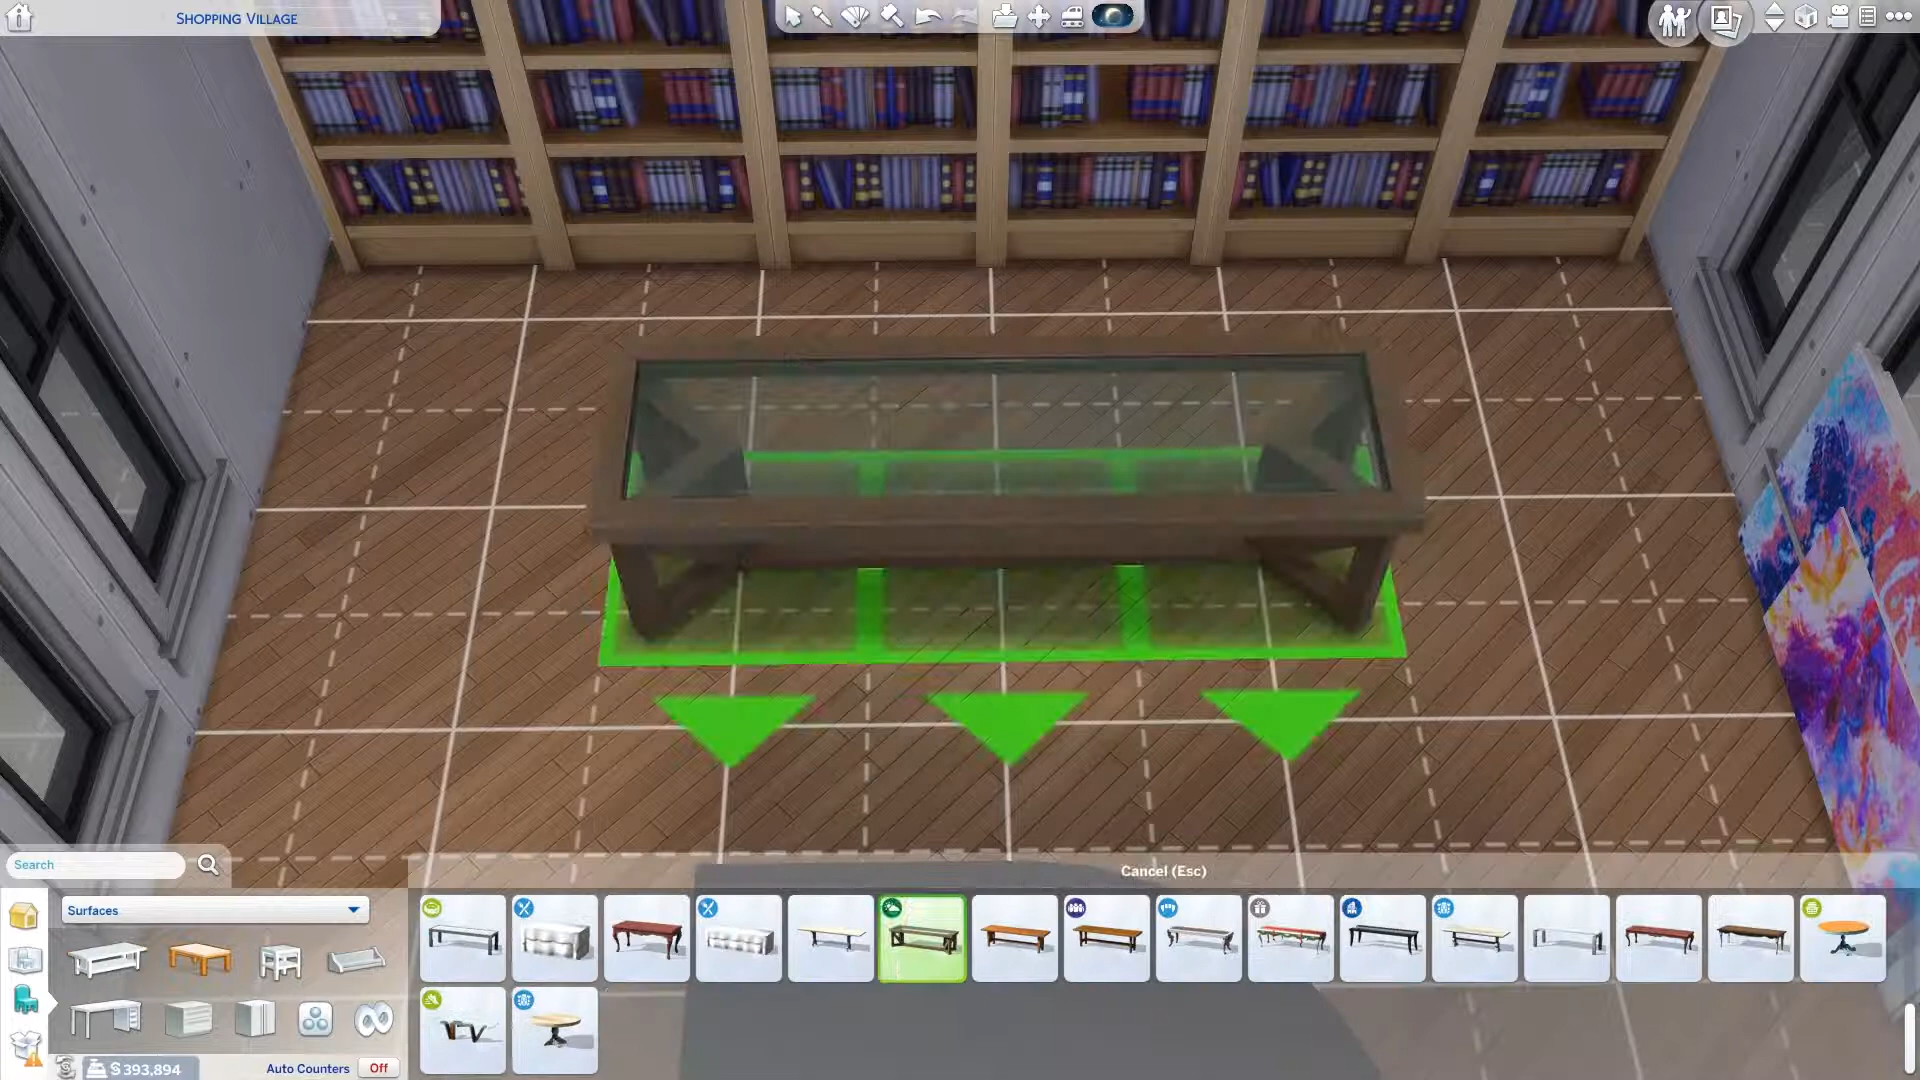 SHOPPING VILLAGE
Cancel (Esc)
Search
Surfaces
§393,894
Auto Counters
Off